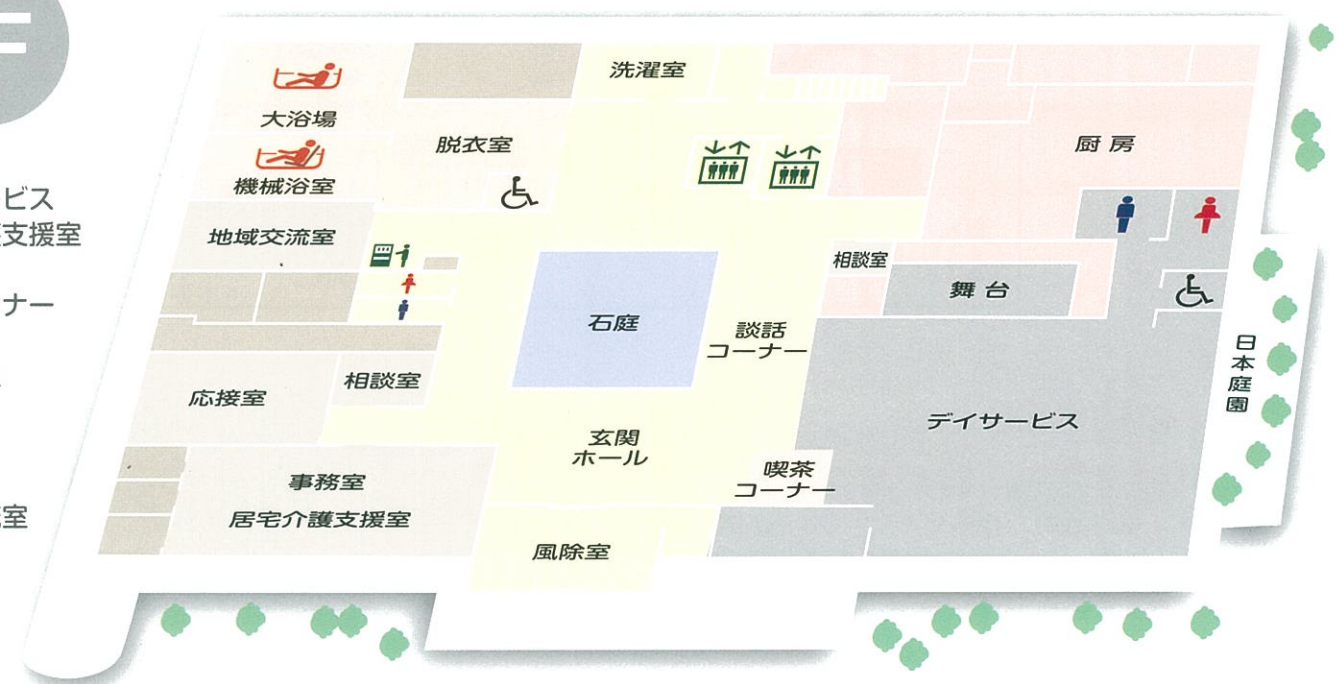 ビス
支援室
ナー
室
洗濯室
大浴場
脱衣室
厨房
機械浴室
地域交流室
相談室
舞台
石庭
談話
コーナー
日本庭園
相談室
応接室
デイサービス
玄関
ホール
喫茶
コーナー
事務室
居宅介護支援室
風除室